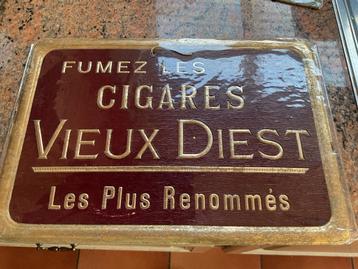 FUMEZ LES
CIGARES
VIEUX DIEST
Les Plus Renommés